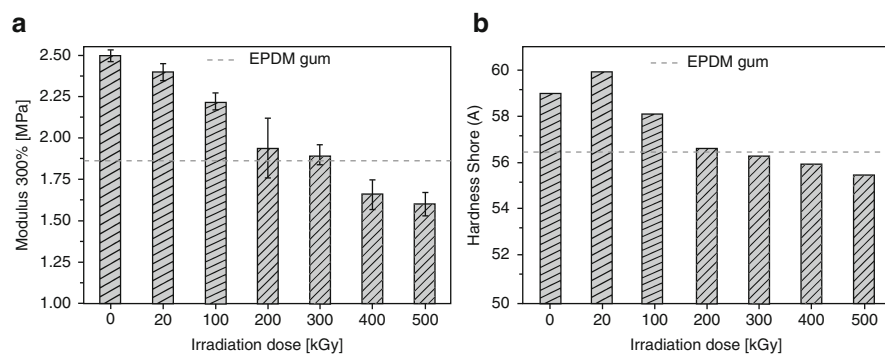 a
2.50
2.25
2.00
1.75
1.50
1.25
1.00
Modulus 300% [MPa]
EPDM gum
0 20 100 200 300 400 500
Irradiation dose [kGy]
b
60
58
56
54
52
50
Hardness Shore (A)
EPDM gum
0 20 100 200 300 400 500
Irradiation dose [kGy]